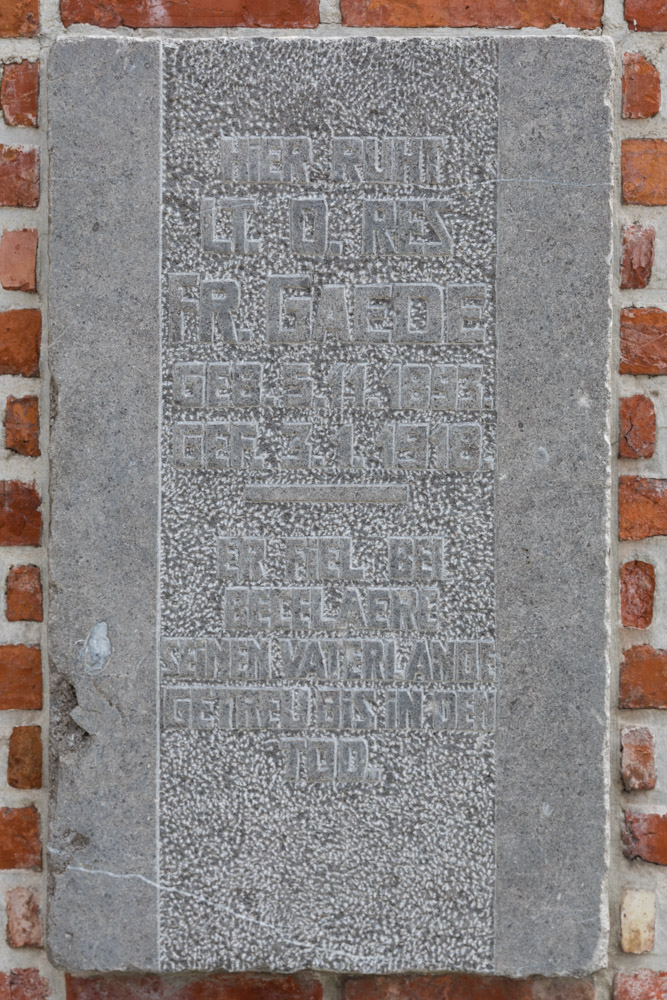 HIER RUHT
LT. D. RES
FR. GAEDE
GEB. 5.11.1893.
GEF. 3.1.1918.
ER FIEL BEI
BECELAERE
SEINEN VATERLANDE
GETREU BIS IN DEN
TOD.